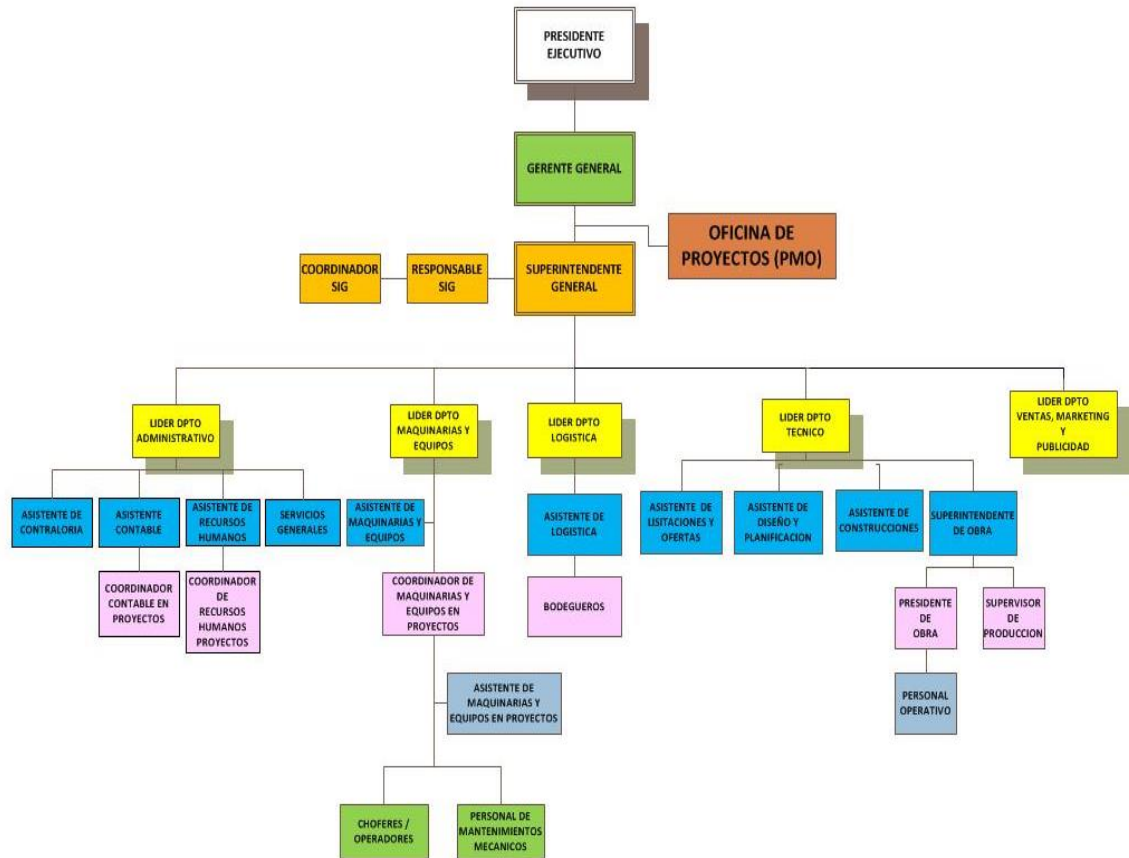 PRESIDENTE
EJECUTIVO
GERENTE GENERAL
OFICINA DE
PROYECTOS (PMO)
COORDINADOR
SIG
RESPONSABLE
SIG
SUPERINTENDENTE
GENERAL
LIDER DPTO
ADMINISTRATIVO
LIDER DPTO
MAQUINARIAS Y
EQUIPOS
LIDER DPTO
LOGISTICA
LIDER DPTO
TECNICO
LIDER DPTO
VENTAS, MARKETING
Y
PUBLICIDAD
ASISTENTE DE
CONTRALORIA
ASISTENTE
CONTABLE
ASISTENTE DE
RECURSOS
HUMANOS
SERVICIOS
GENERALES
ASISTENTE DE
MAQUINARIAS Y
EQUIPOS
ASISTENTE DE
LOGISTICA
ASISTENTE DE
LISITACIONES Y
OFERTAS
ASISTENTE DE
DISEÑO Y
PLANIFICACION
ASISTENTE DE
CONSTRUCCIONES
SUPERINTENDENTE
DE OBRA
COORDINADOR
CONTABLE EN
PROYECTOS
COORDINADOR
DE
RECURSOS
HUMANOS
PROYECTOS
COORDINADOR DE
MAQUINARIAS Y
EQUIPOS EN
PROYECTOS
BODEGUEROS
PRESIDENTE
DE
OBRA
SUPERVISOR
DE
PRODUCCION
ASISTENTE DE
MAQUINARIAS Y
EQUIPOS EN PROYECTOS
PERSONAL
OPERATIVO
CHOFERES /
OPERADORES
PERSONAL DE
MANTENIMIENTOS
MECANICOS